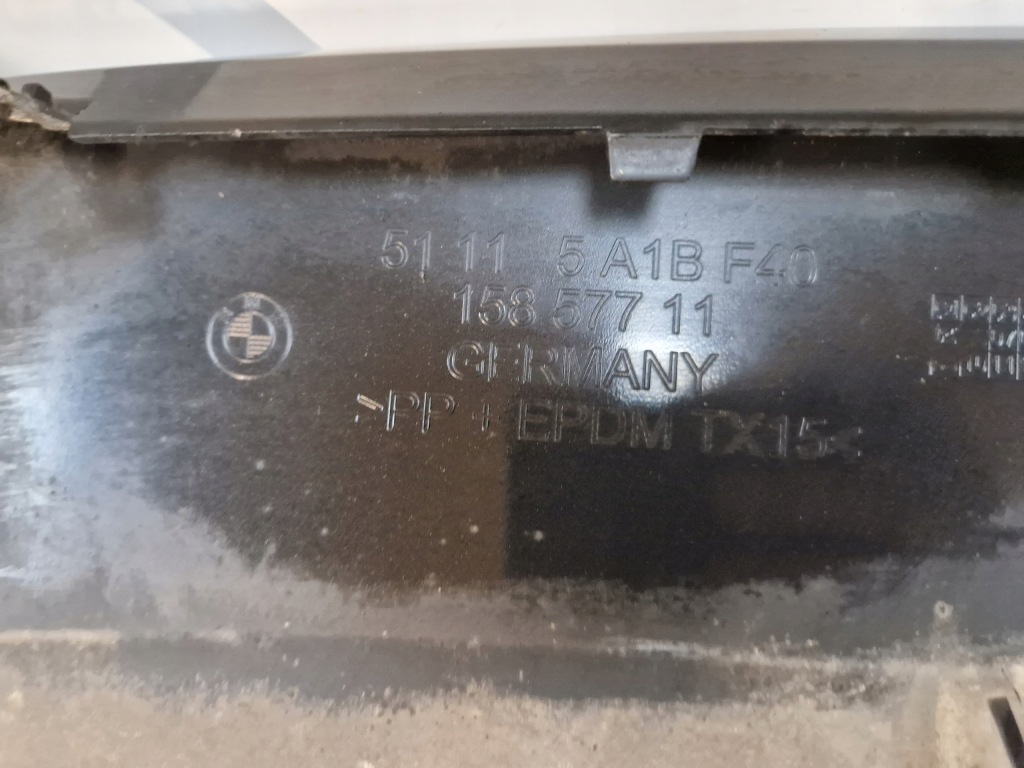 51 11 5 A1B F40
158 577 11
GERMANY
>PP + EPDM TX15<